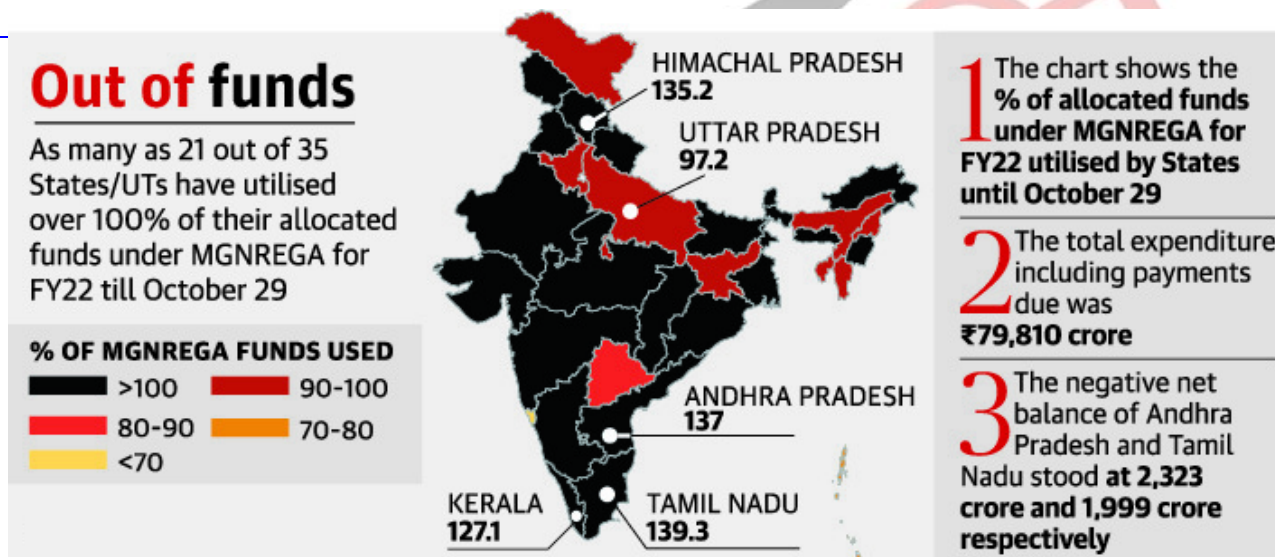 Out of funds
As many as 21 out of 35
States/UTs have utilised
over 100% of their allocated
funds under MGNREGA for
FY22 till October 29
% OF MGNREGA FUNDS USED
>100 90-100
80-90 70-80
<70
HIMACHAL PRADESH
135.2
UTTAR PRADESH
97.2
ANDHRA PRADESH
137
KERALA
127.1
TAMIL NADU
139.3
1 The chart shows the
% of allocated funds
under MGNREGA for
FY22 utilised by States
until October 29
2 The total expenditure
including payments
due was
₹79,810 crore
3 The negative net
balance of Andhra
Pradesh and Tamil
Nadu stood at 2,323
crore and 1,999 crore
respectively